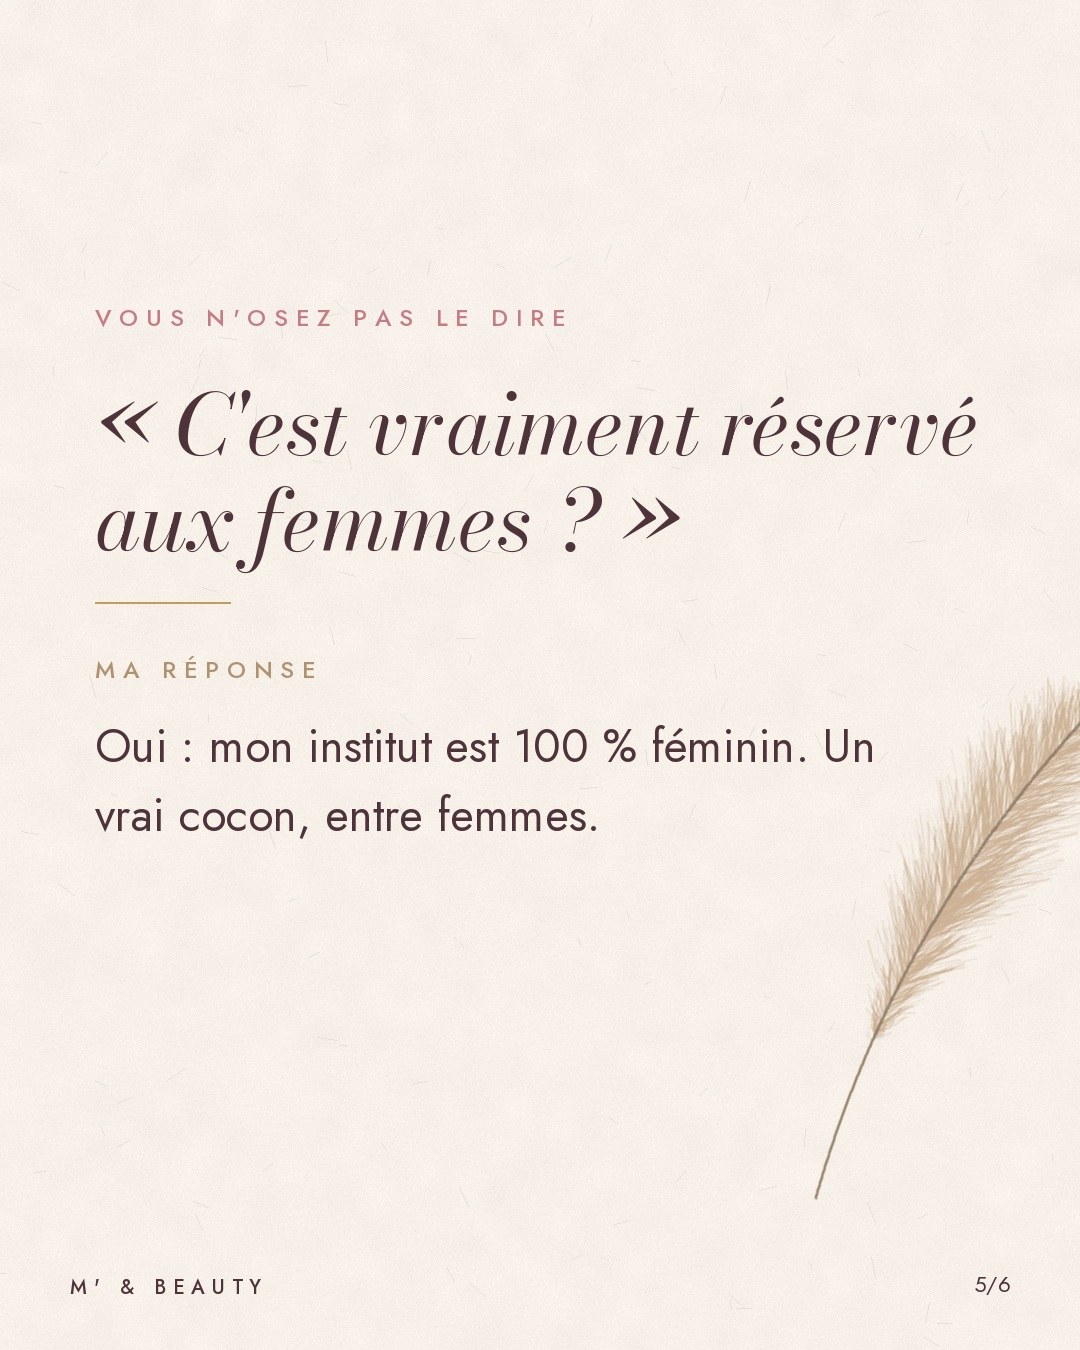 VOUS N'OSEZ PAS LE DIRE
« C'est vraiment réservé
aux femmes ? »
MA RÉPONSE
Oui : mon institut est 100 % féminin. Un
vrai cocon, entre femmes.
M' & BEAUTY
5/6